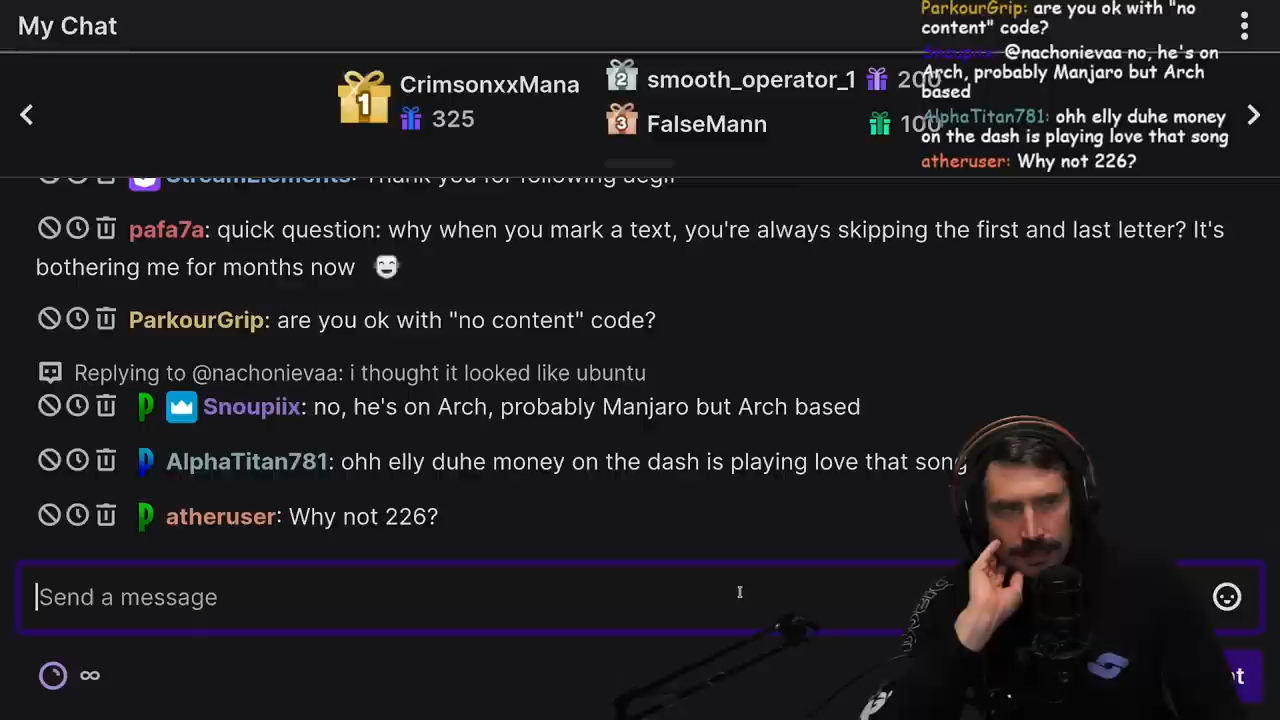 My Chat
ParkourGrip: are you ok with "no
content" code?
Snoupiix: @nachonievaa no, he's on
Arch, probably Manjaro but Arch
based
AlphaTitan781: ohh elly duhe money
on the dash is playing love that song
atheruser: Why not 226?
1 CrimsonxxMana
325
2 smooth_operator_1 200
3 FalseMann 100
StreamElements: Thank you for following
pafa7a: quick question: why when you mark a text, you're always skipping the first and last letter? It's
bothering me for months now
ParkourGrip: are you ok with "no content" code?
Replying to @nachonievaa: i thought it looked like ubuntu
Snoupiix: no, he's on Arch, probably Manjaro but Arch based
AlphaTitan781: ohh elly duhe money on the dash is playing love that song
atheruser: Why not 226?
Send a message
∞